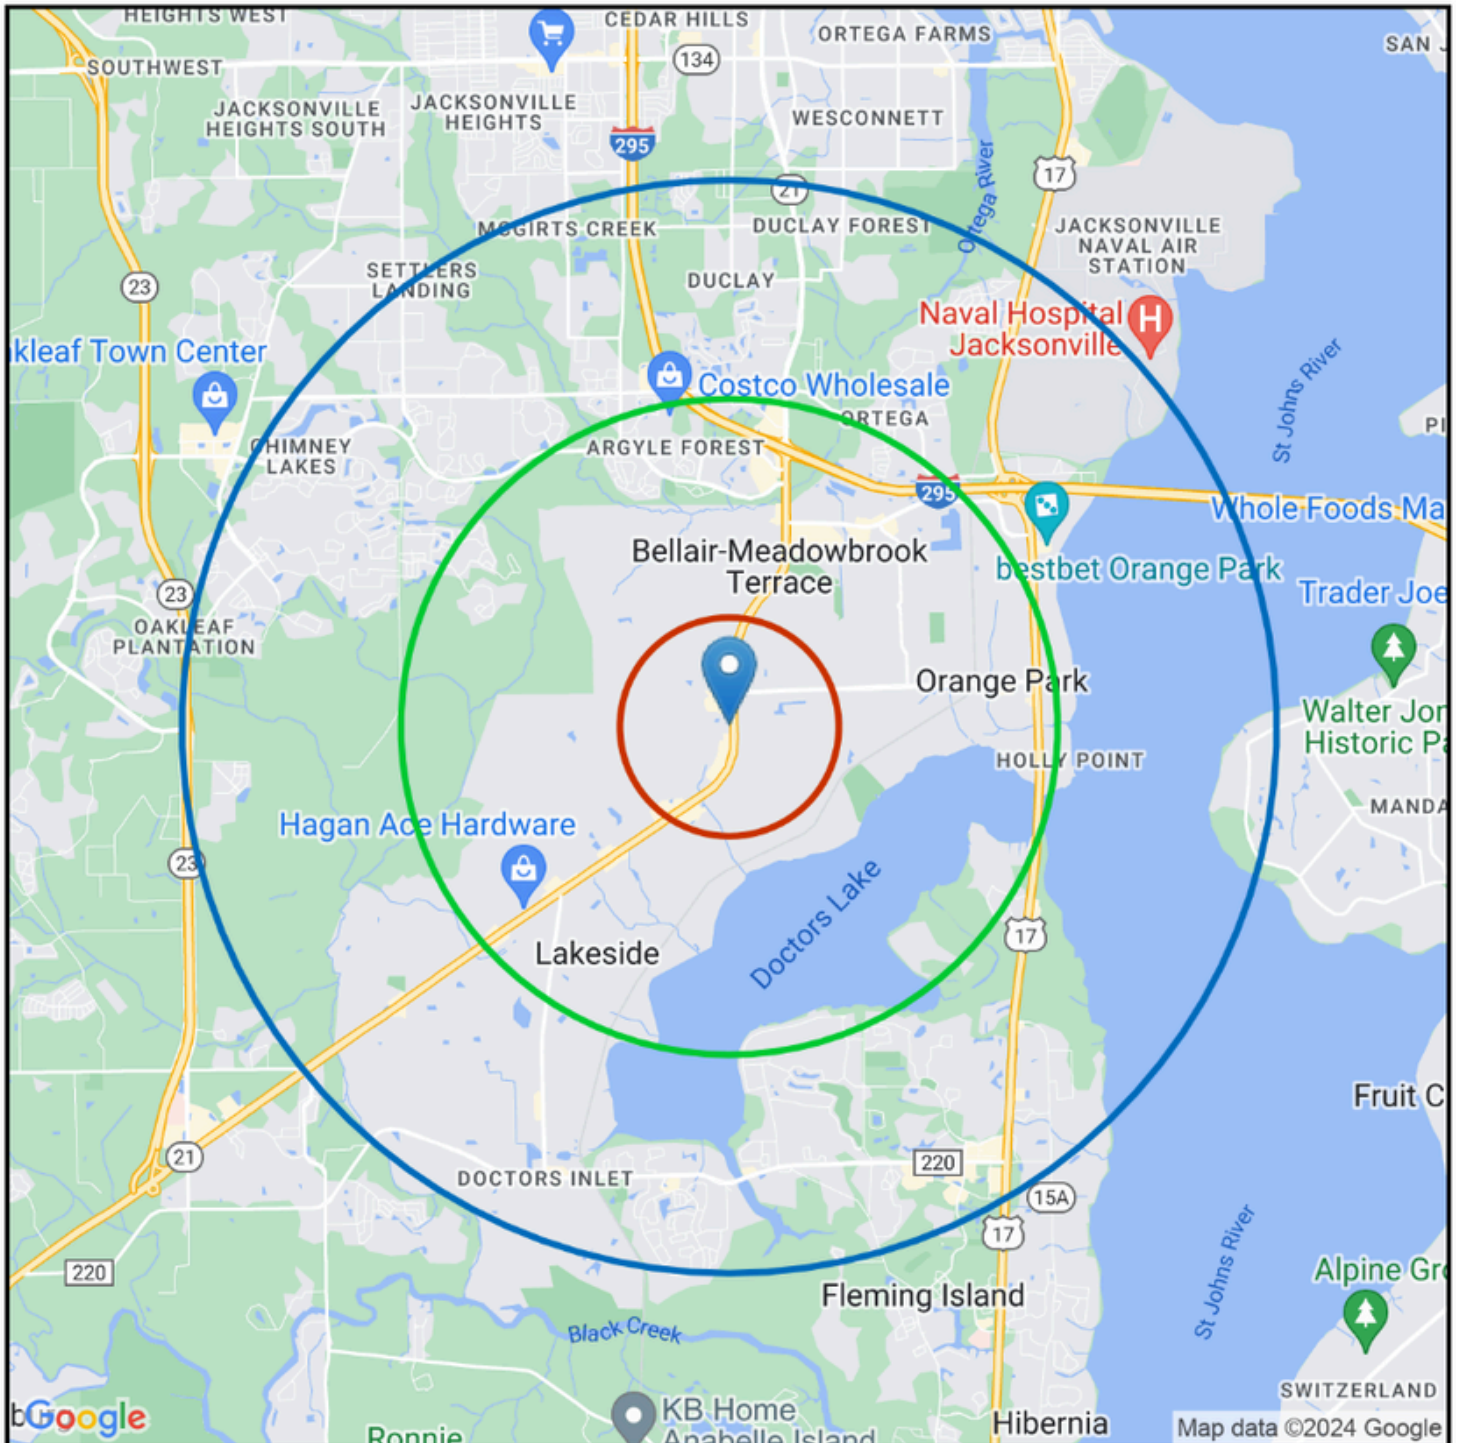 HEIGHTS WEST
CEDAR HILLS
ORTEGA FARMS
SAN J
SOUTHWEST
134
JACKSONVILLE
HEIGHTS SOUTH
JACKSONVILLE
HEIGHTS
WESCONNETT
295
17
21
Ortega River
MCGIRTS CREEK
DUCLAY FOREST
JACKSONVILLE
NAVAL AIR
STATION
SETTLERS
LANDING
DUCLAY
23
Naval Hospital
Jacksonville
H
kleaf Town Center
Costco Wholesale
St Johns River
ORTEGA
PI
CHIMNEY
LAKES
ARGYLE FOREST
295
Whole Foods Ma
Bellair-Meadowbrook
Terrace
bestbet Orange Park
Trader Joe
23
OAKLEAF
PLANTATION
Orange Park
Walter Jon
Historic Pa
HOLLY POINT
MANDA
Hagan Ace Hardware
23
Doctors Lake
17
Lakeside
Fruit C
21
220
DOCTORS INLET
15A
17
St Johns River
220
Alpine Gro
Fleming Island
Black Creek
SWITZERLAND
KB Home
Anabelle Island
Hibernia
Google
Map data ©2024 Google
Ronnie